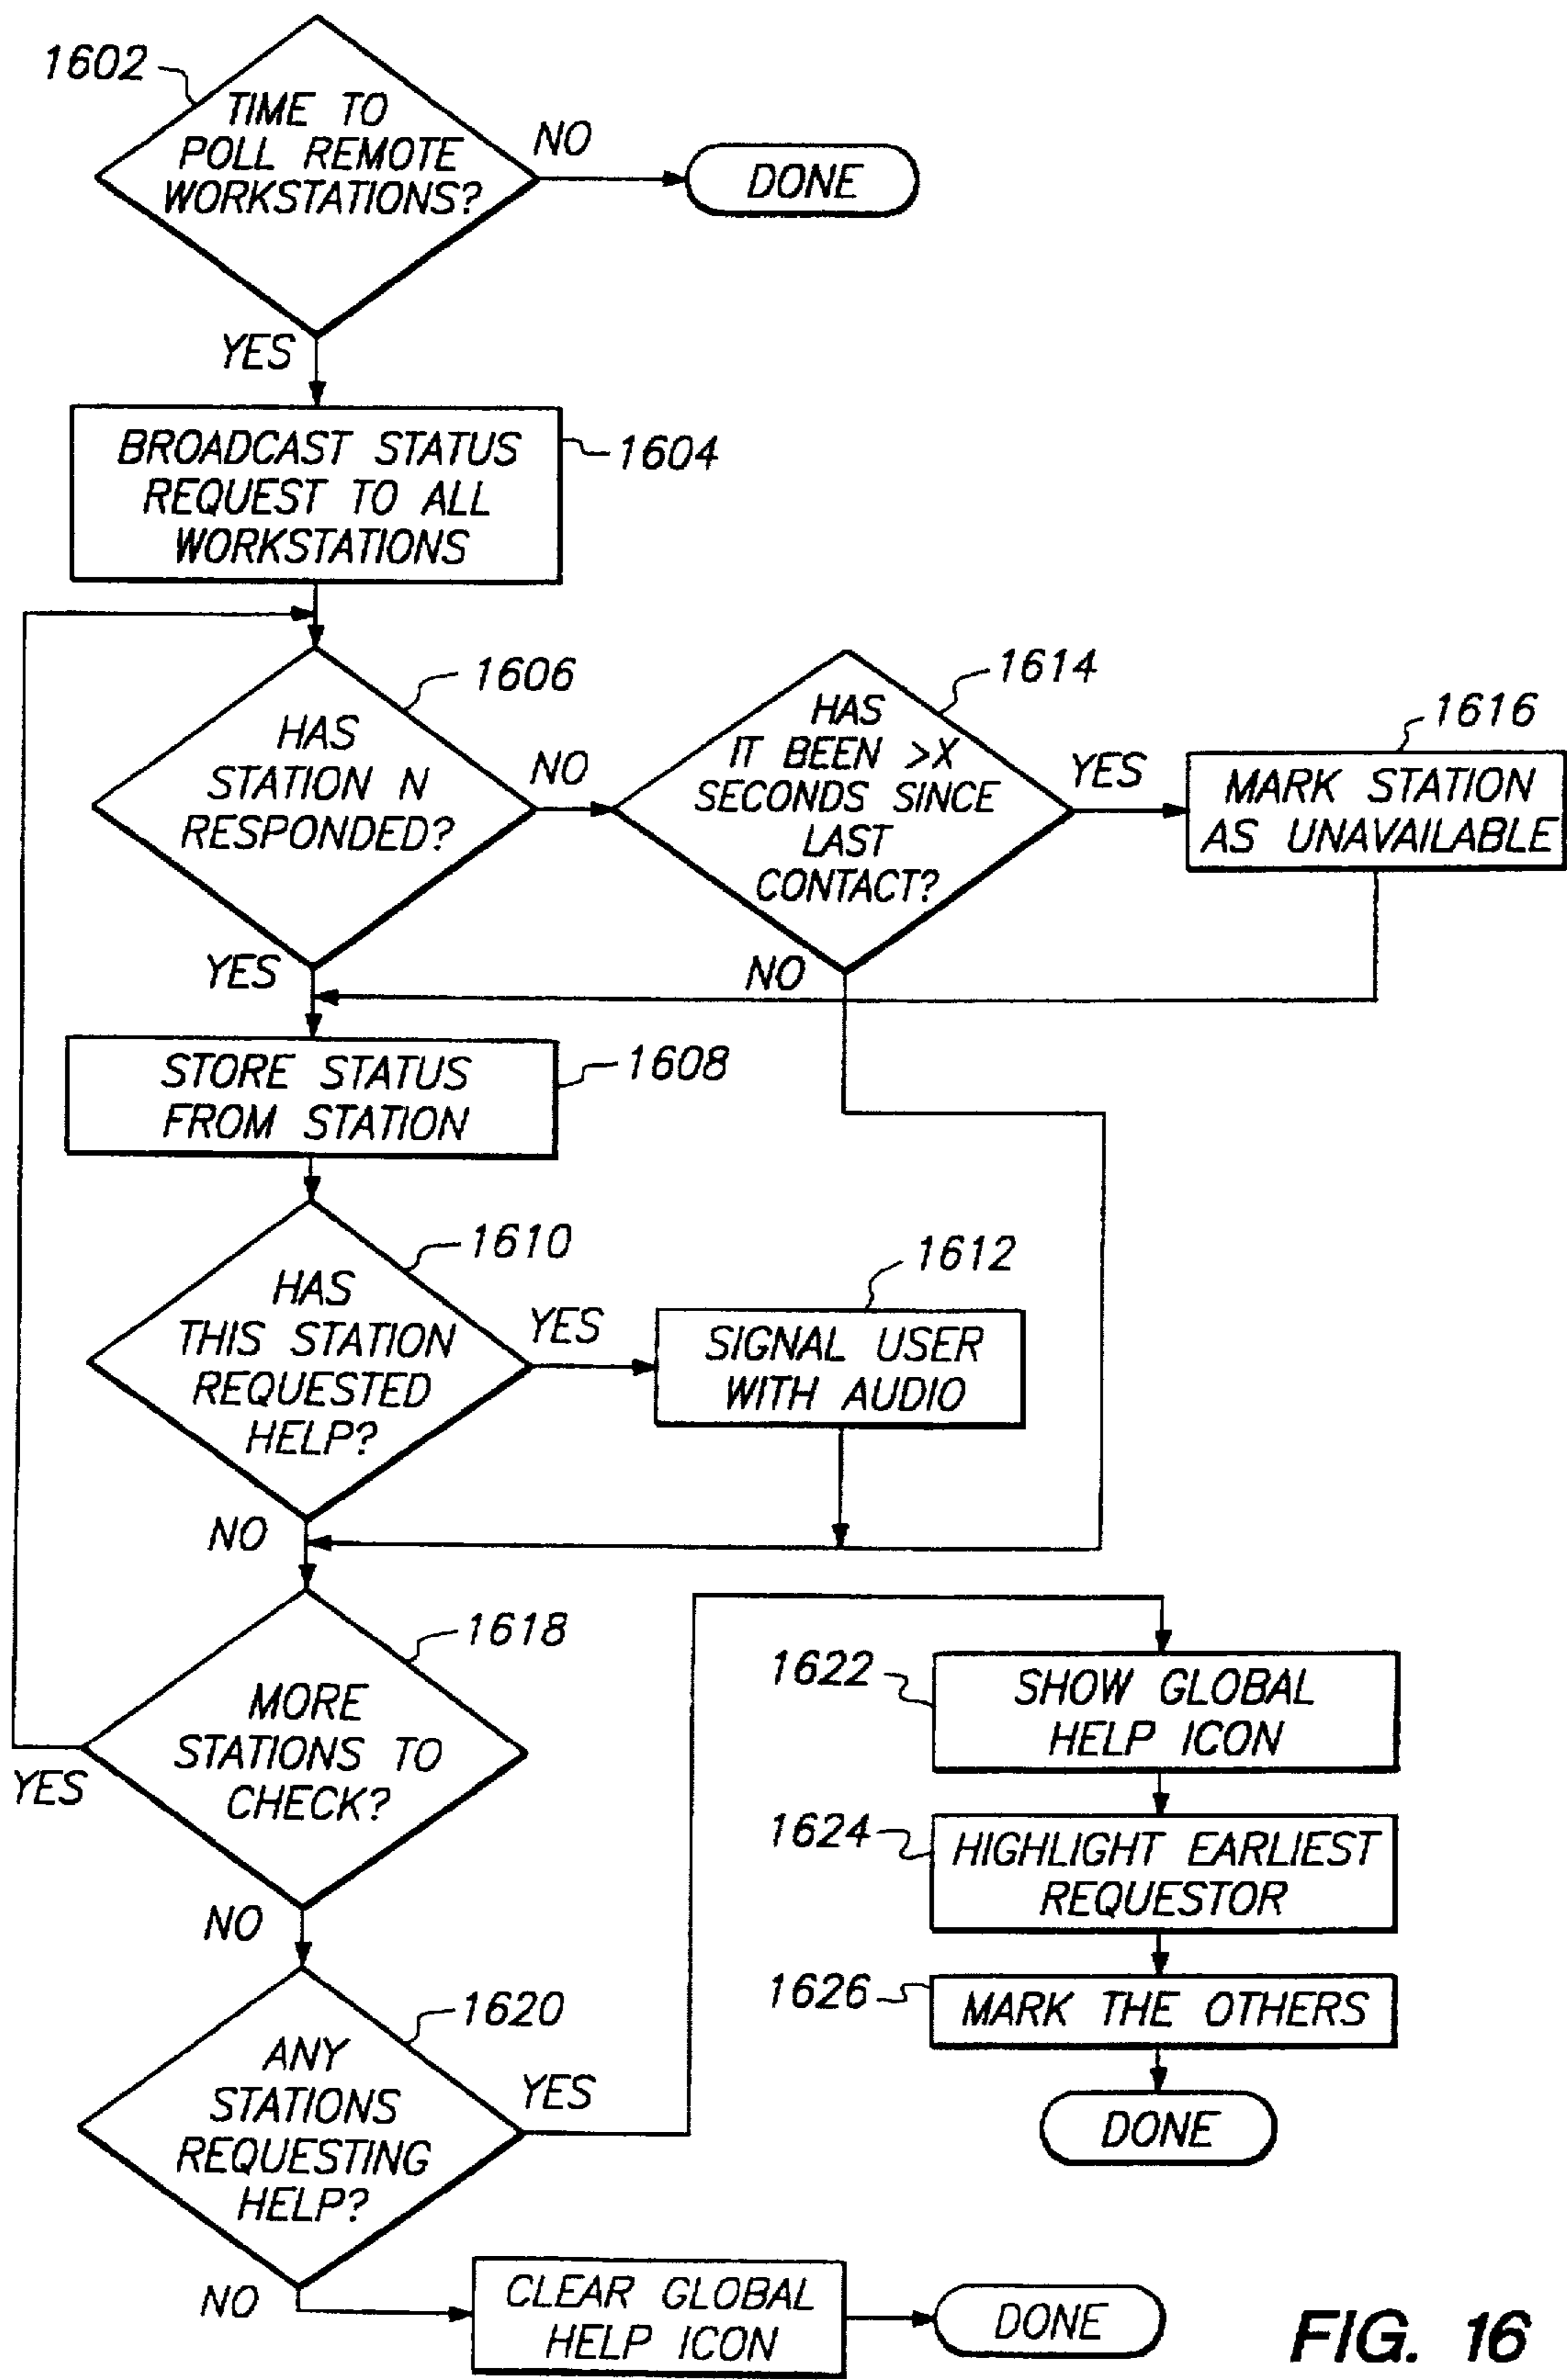 1602
TIME TO
POLL REMOTE
WORKSTATIONS?
NO
DONE
YES
BROADCAST STATUS
REQUEST TO ALL
WORKSTATIONS
1604
1606
HAS
STATION N
RESPONDED?
NO
YES
1614
HAS
IT BEEN >X
SECONDS SINCE
LAST
CONTACT?
YES
NO
1616
MARK STATION
AS UNAVAILABLE
STORE STATUS
FROM STATION
1608
1610
HAS
THIS STATION
REQUESTED
HELP?
YES
NO
1612
SIGNAL USER
WITH AUDIO
1618
MORE
STATIONS TO
CHECK?
YES
NO
1620
ANY
STATIONS
REQUESTING
HELP?
YES
NO
1622
SHOW GLOBAL
HELP ICON
1624
HIGHLIGHT EARLIEST
REQUESTOR
1626
MARK THE OTHERS
DONE
CLEAR GLOBAL
HELP ICON
DONE
FIG. 16